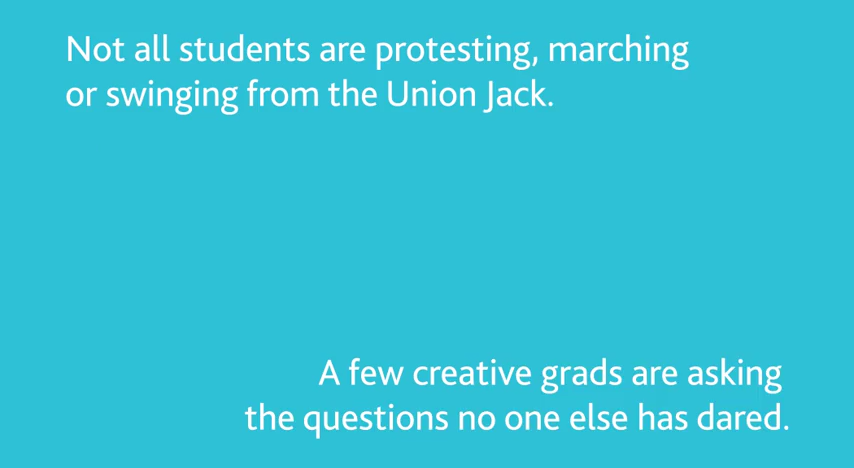 Not all students are protesting, marching
or swinging from the Union Jack.
A few creative grads are asking
the questions no one else has dared.